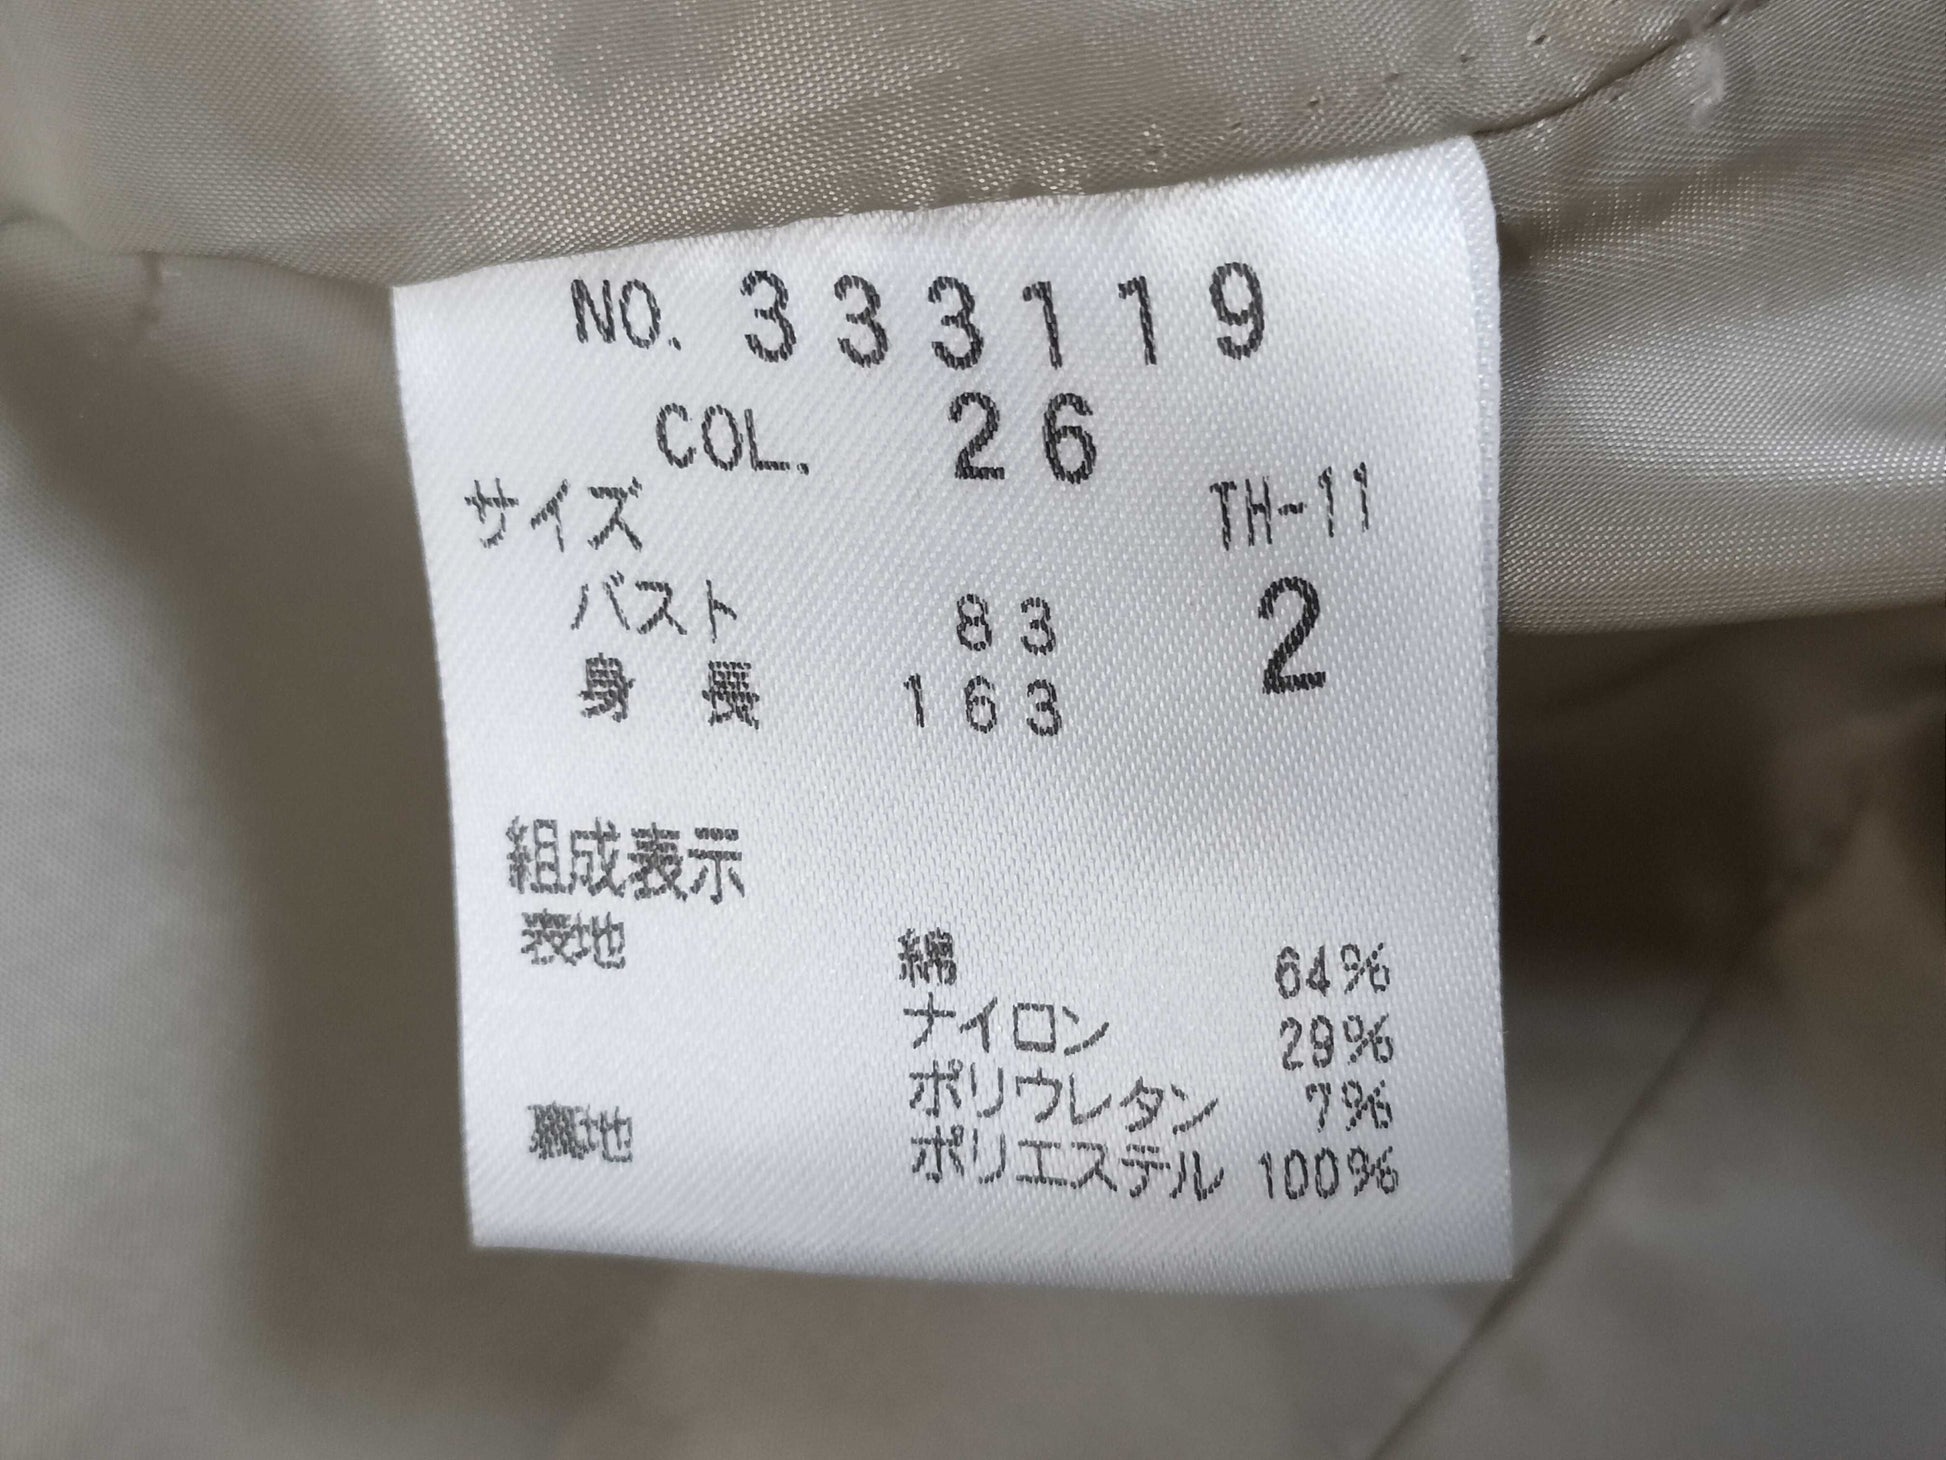 NO. 333119
COL. 26
サイズ TH-11
バスト 83 2
身長 163
組成表示
表地 綿 64%
ナイロン 29%
ポリウレタン 7%
裏地 ポリエステル 100%